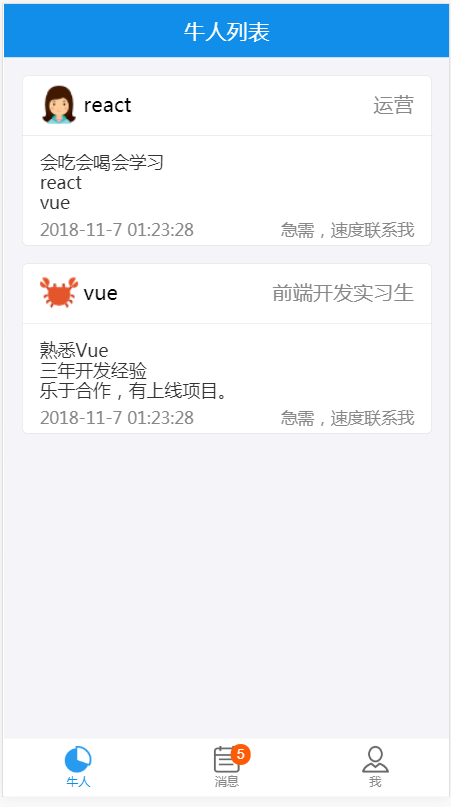 牛人列表
react 运营
会吃会喝会学习
react
vue
2018-11-7 01:23:28 急需，速度联系我
vue 前端开发实习生
熟悉Vue
三年开发经验
乐于合作，有上线项目。
2018-11-7 01:23:28 急需，速度联系我
5
牛人 消息 我